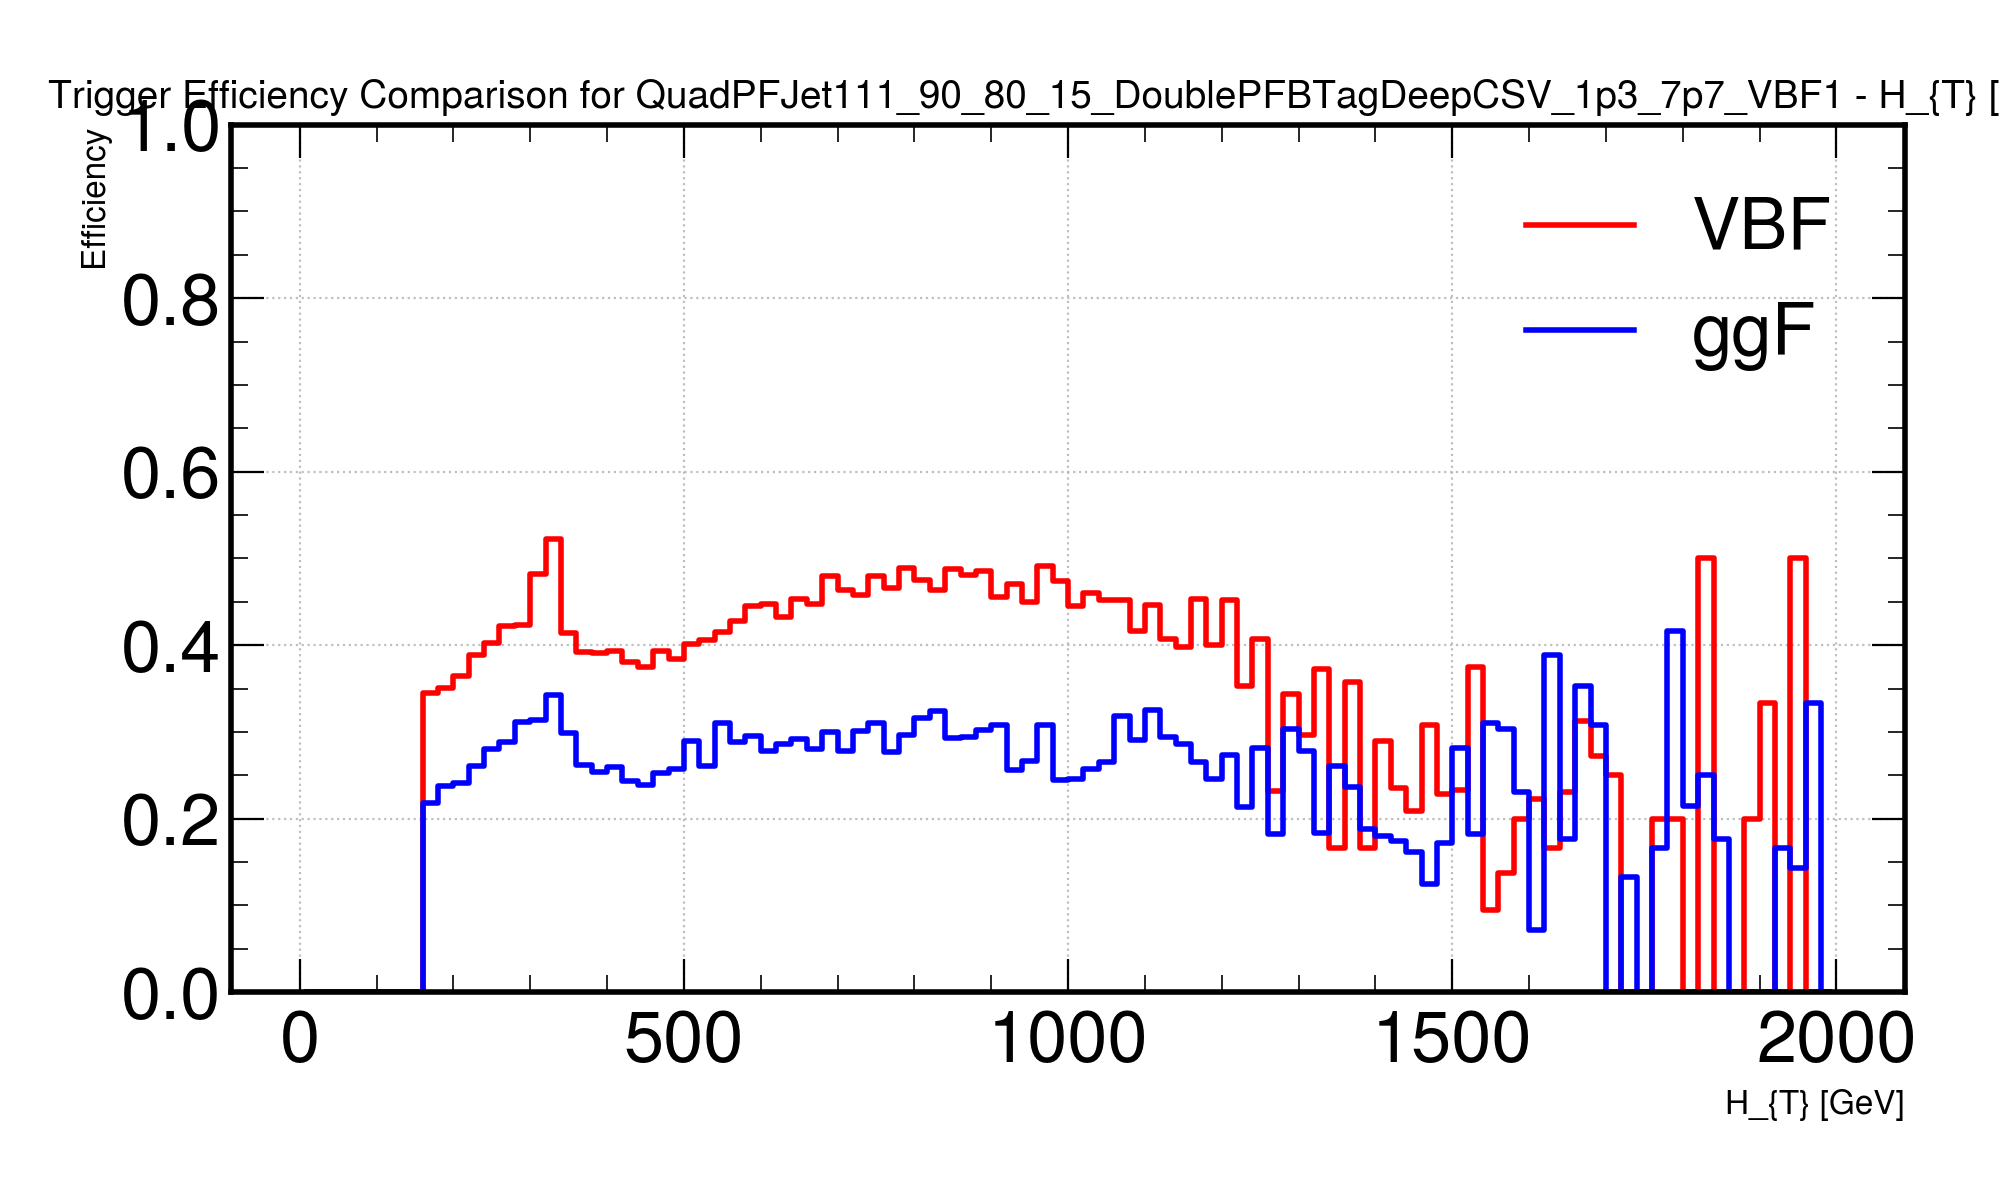 Trigger Efficiency Comparison for QuadPFJet111_90_80_15_DoublePFBTagDeepCSV_1p3_7p7_VBF1 - H_{T} [
Efficiency
1.0
0.8
0.6
0.4
0.2
0.0
VBF
ggF
0 500 1000 1500 2000
H_{T} [GeV]